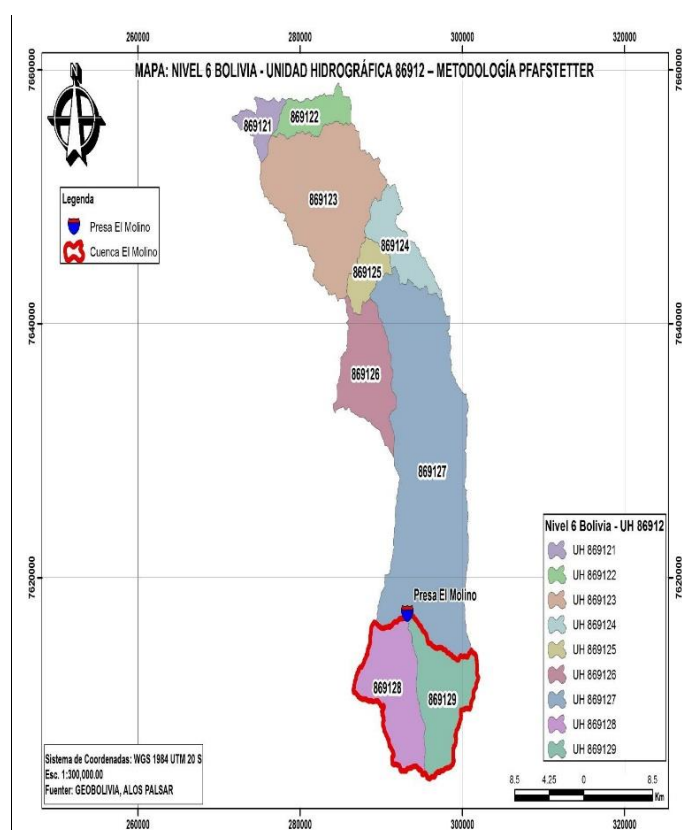 260000 280000 300000 320000
MAPA: NIVEL 6 BOLIVIA - UNIDAD HIDROGRÁFICA 86912 – METODOLOGÍA PFAFSTETTER
7660000 7660000
N
869121
869122
Legenda
Presa El Molino
Cuenca El Molino
869123
869124
869125
7640000 7640000
869126
869127
Nivel 6 Bolivia - UH 86912
UH 869121
UH 869122
UH 869123
UH 869124
UH 869125
UH 869126
UH 869127
UH 869128
UH 869129
7620000 7620000
Presa El Molino
869128
869129
Sistema de Coordenadas: WGS 1984 UTM 20 S
Esc. 1:300,000.00
Fuenter: GEOBOLIVIA, ALOS PALSAR
8.5 4.25 0 8.5
Km
260000 280000 300000 320000